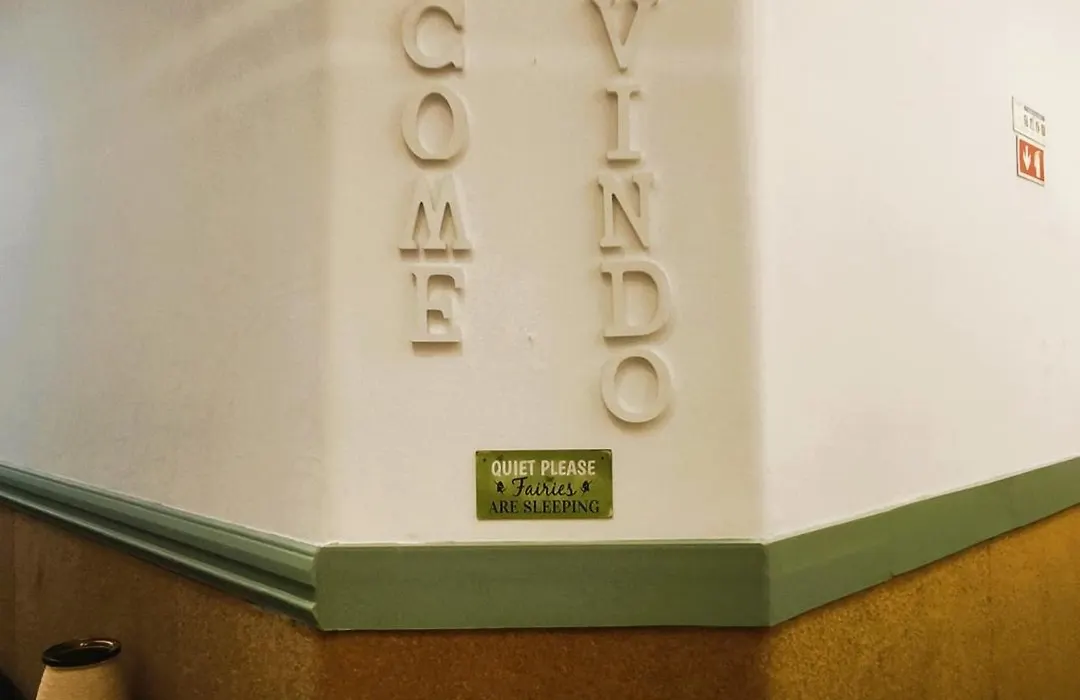 COME
VINDO
QUIET PLEASE
Fairies
ARE SLEEPING